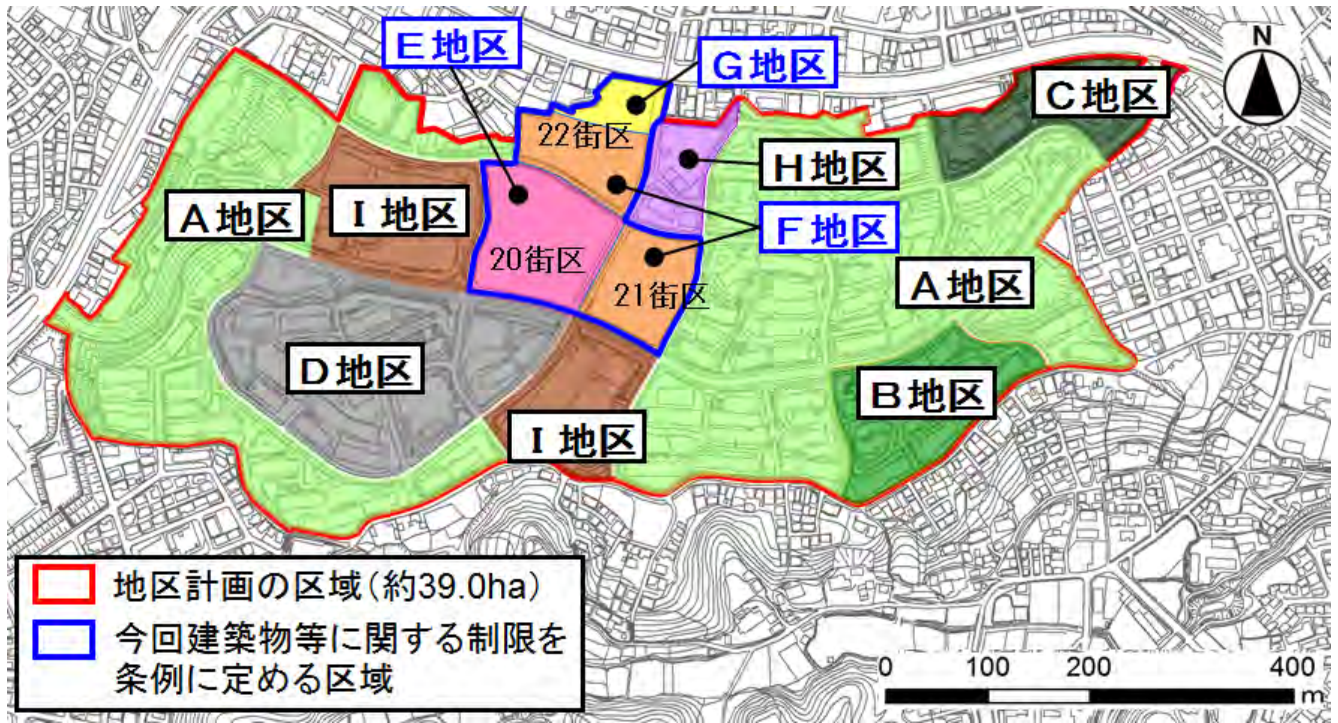 E地区
G地区
N
C地区
22街区
H地区
A地区
I地区
F地区
20街区
21街区
A地区
D地区
B地区
I地区
地区計画の区域(約39.0ha)
今回建築物等に関する制限を
条例に定める区域
0 100 200 400
m